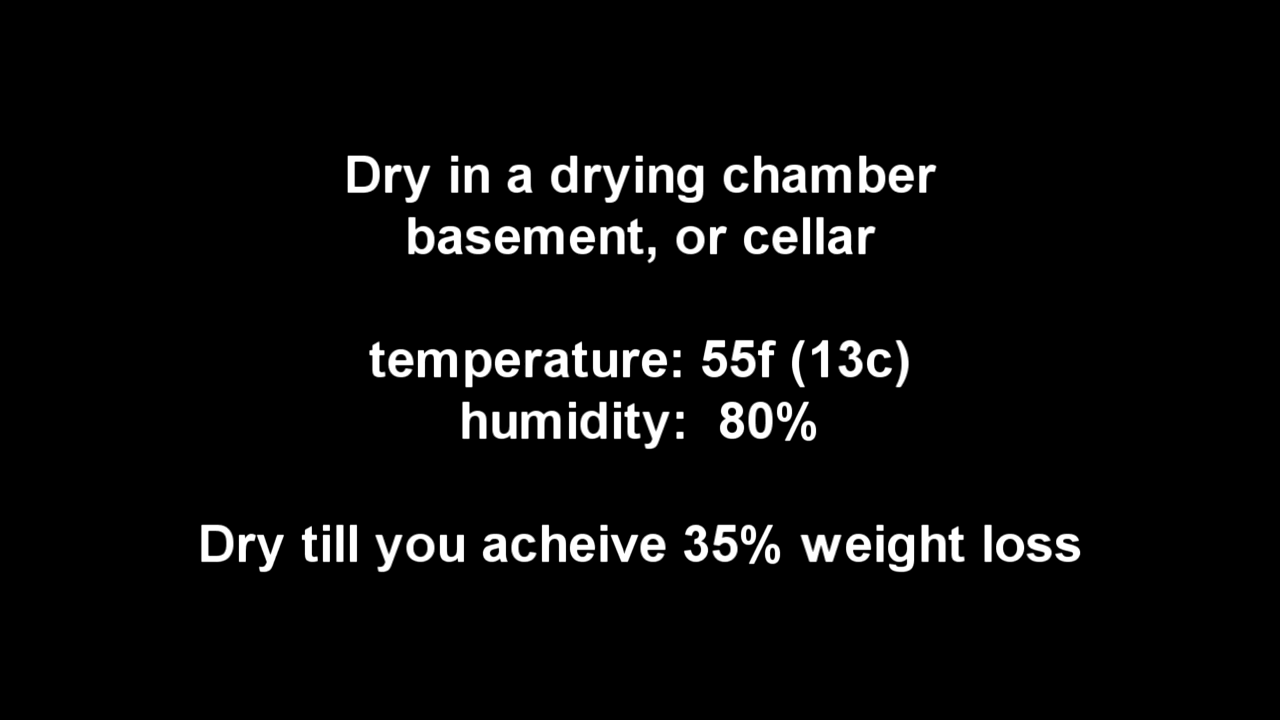 Dry in a drying chamber
basement, or cellar
temperature: 55f (13c)
humidity:  80%
Dry till you acheive 35% weight loss